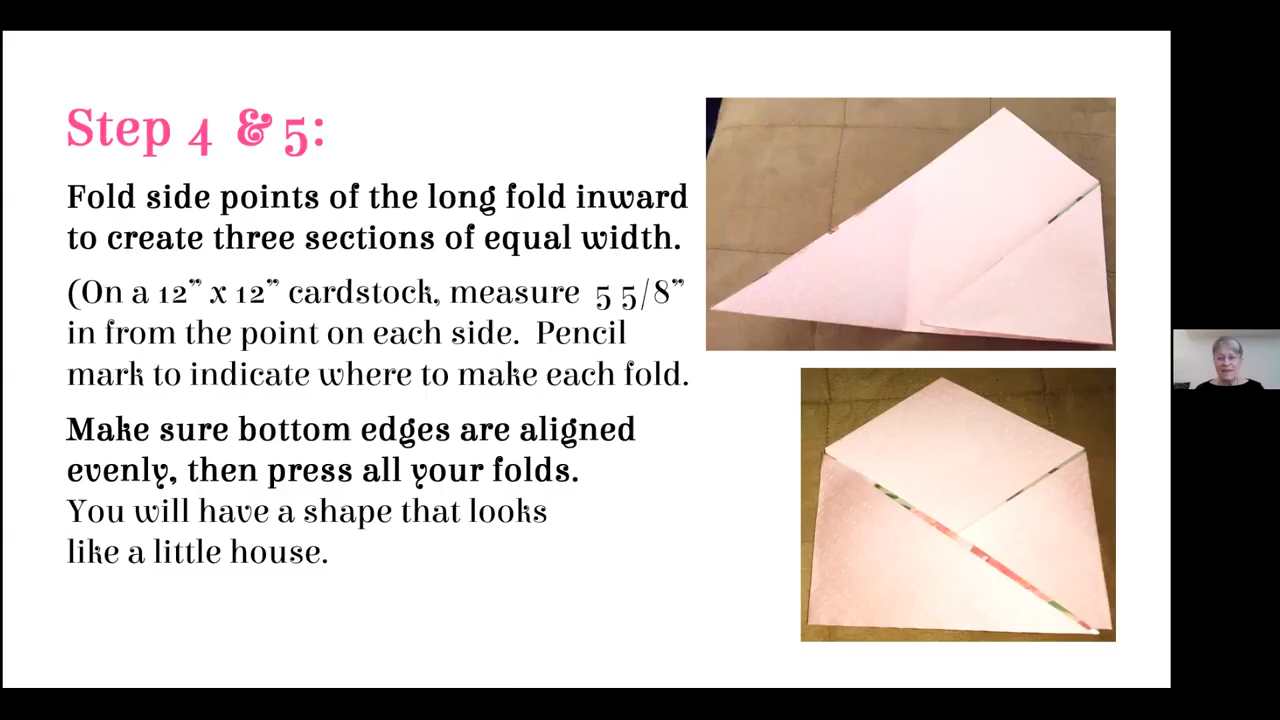 Step 4 & 5:
Fold side points of the long fold inward
to create three sections of equal width.
(On a 12” x 12” cardstock, measure 5 5/8”
in from the point on each side. Pencil
mark to indicate where to make each fold.
Make sure bottom edges are aligned
evenly, then press all your folds.
You will have a shape that looks
like a little house.